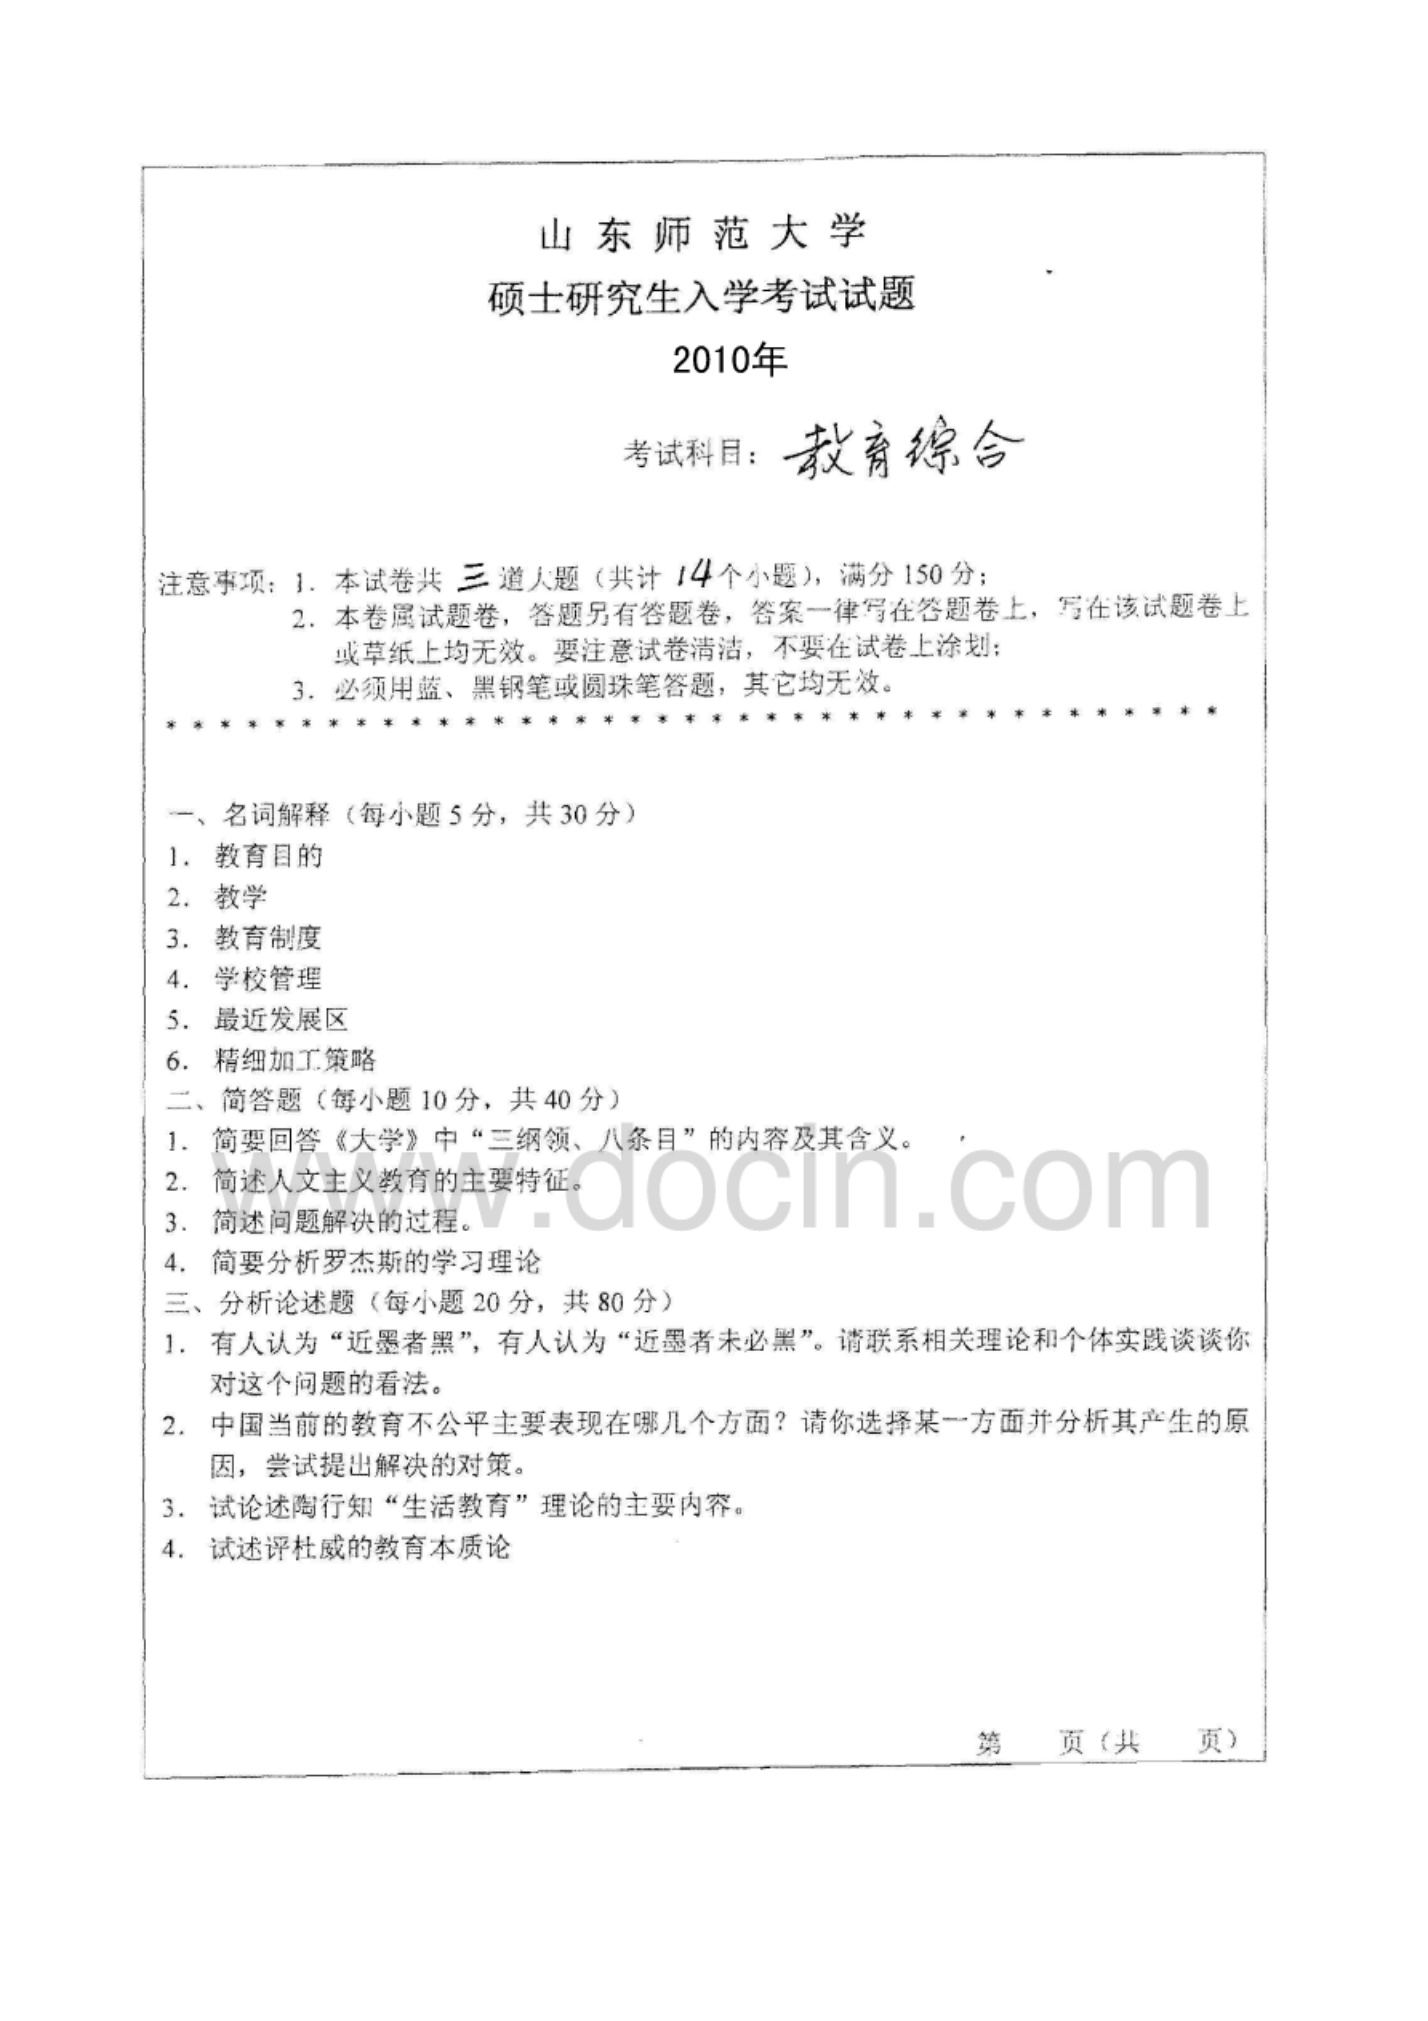 山东师范大学
硕士研究生入学考试试题
2010年
考试科目：教育综合
注意事项：1．本试卷共 三 道大题（共计 14个小题），满分 150 分；
2．本卷属试题卷，答题另有答题卷，答案一律写在答题卷上，写在该试题卷上
或草纸上均无效。要注意试卷清洁，不要在试卷上涂划；
3．必须用蓝、黑钢笔或圆珠笔答题，其它均无效。
* * * * * * * * * * * * * * * * * * * * * * * * * * * * * * * * * * * * * * *
一、名词解释（每小题 5 分，共 30 分）
1．教育目的
2．教学
3．教育制度
4．学校管理
5．最近发展区
6．精细加工策略
二、简答题（每小题 10 分，共 40 分）
1．简要回答《大学》中“三纲领、八条目”的内容及其含义。
2．简述人文主义教育的主要特征。
www.docin.com
3．简述问题解决的过程。
4．简要分析罗杰斯的学习理论
三、分析论述题（每小题 20 分，共 80 分）
1．有人认为“近墨者黑”，有人认为“近墨者未必黑”。请联系相关理论和个体实践谈谈你
对这个问题的看法。
2．中国当前的教育不公平主要表现在哪几个方面？请你选择某一方面并分析其产生的原
因，尝试提出解决的对策。
3．试论述陶行知“生活教育”理论的主要内容。
4．试述评杜威的教育本质论
第 页（共 页）